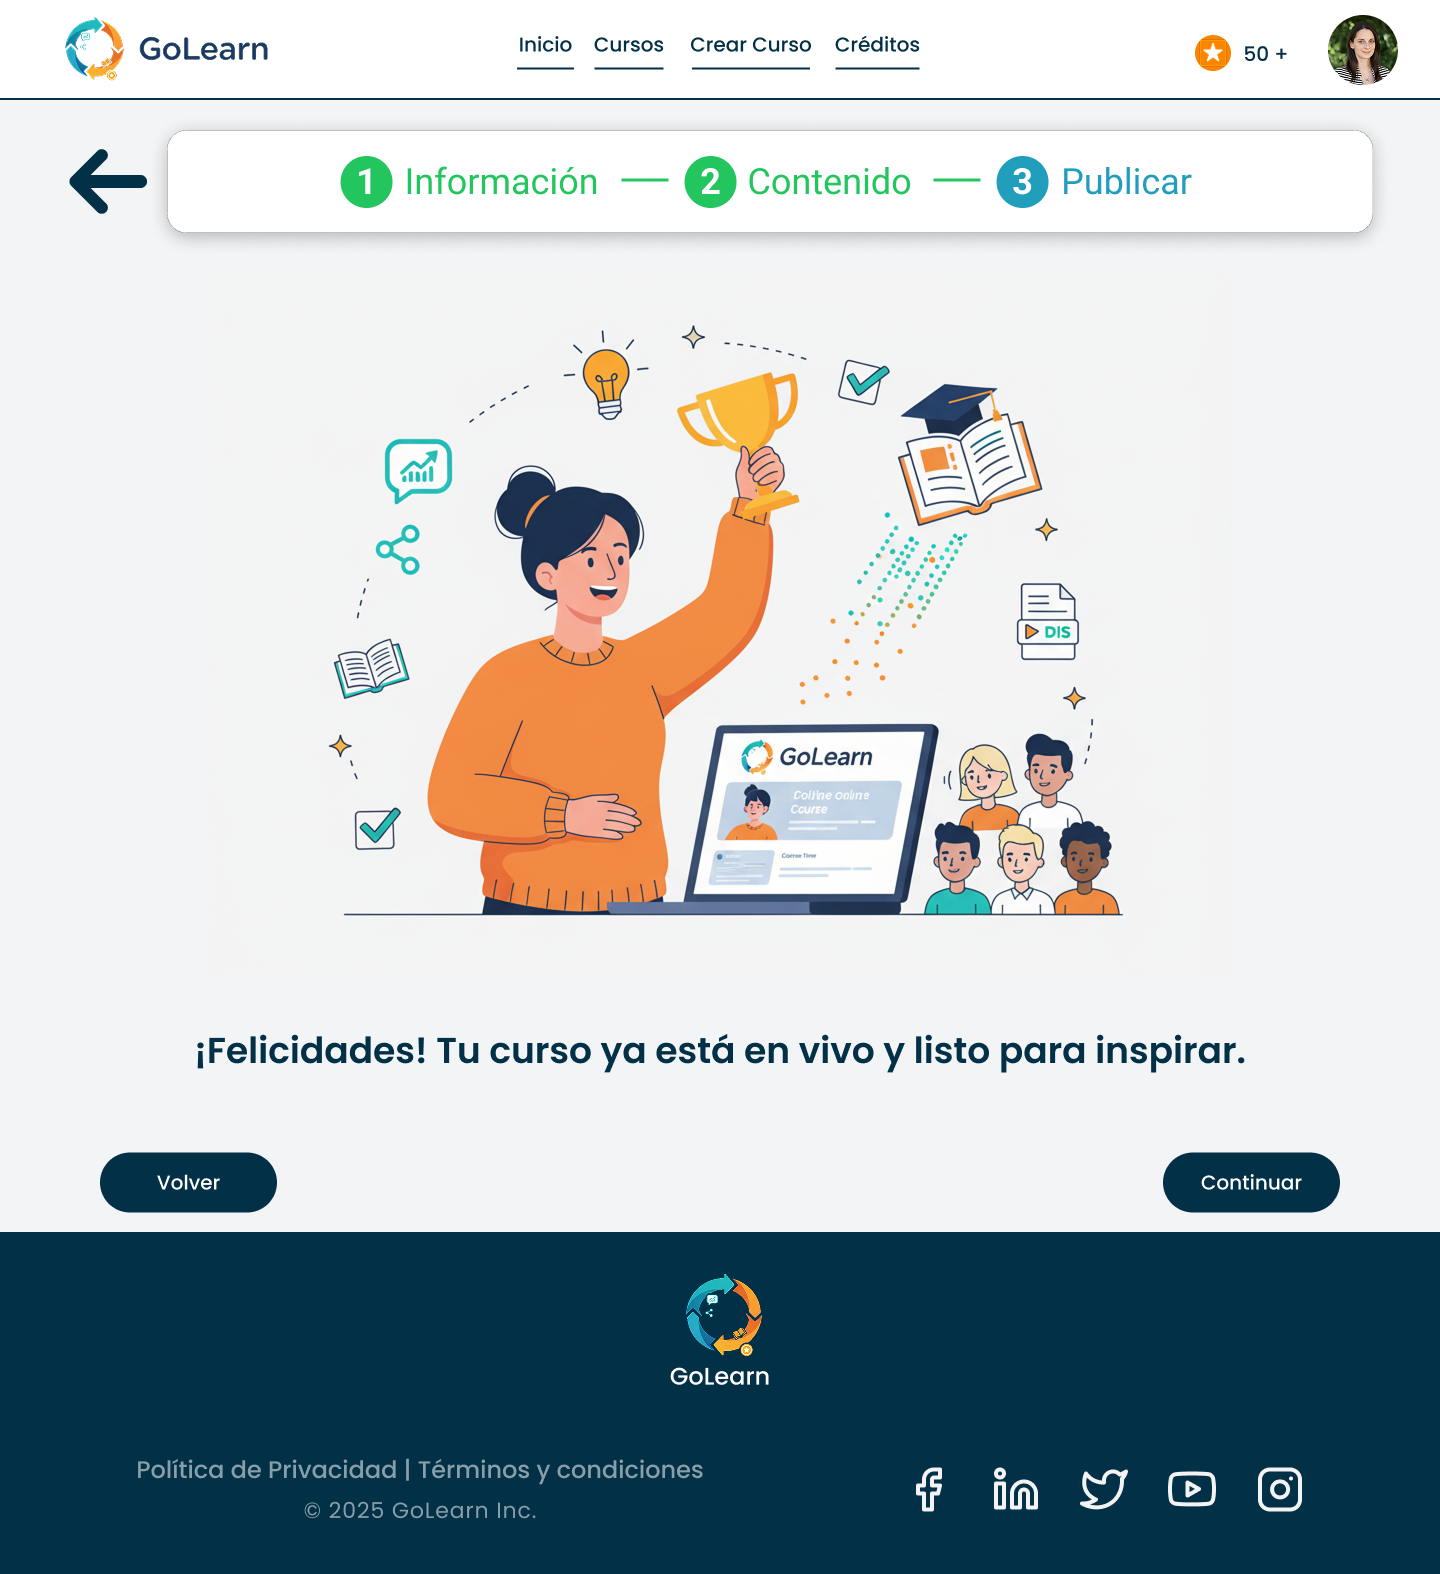 GoLearn
Inicio Cursos Crear Curso Créditos
50 +
1 Información 2 Contenido 3 Publicar
DIS
GoLearn
Online
Course
Course Time
¡Felicidades! Tu curso ya está en vivo y listo para inspirar.
Volver
Continuar
GoLearn
Política de Privacidad | Términos y condiciones
© 2025 GoLearn Inc.